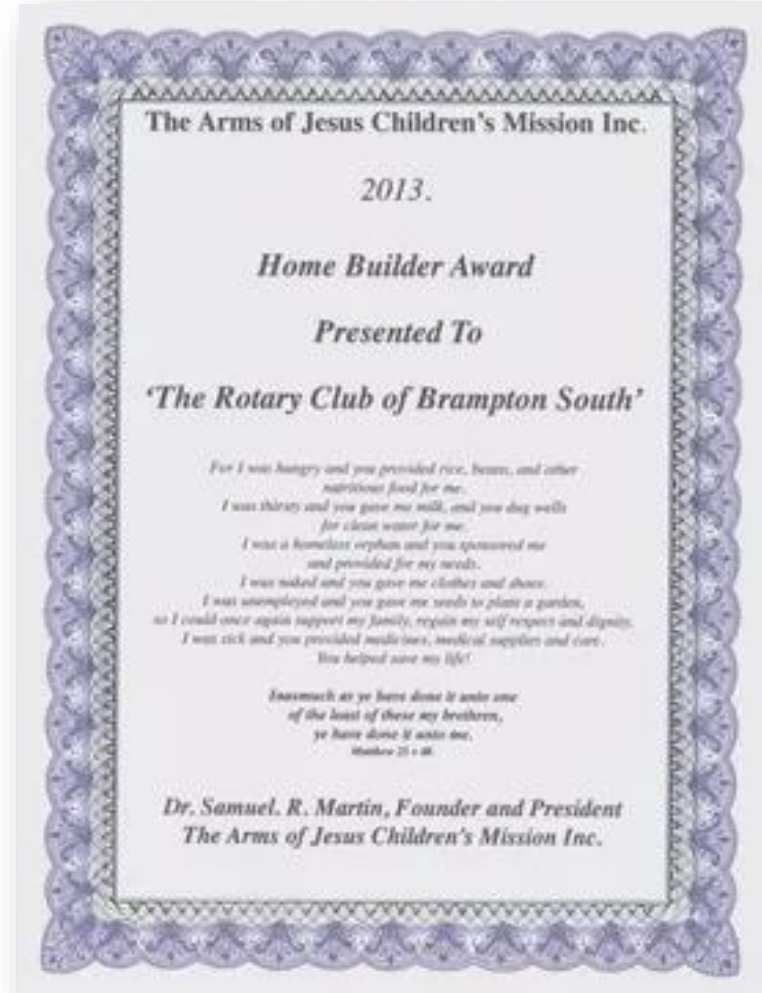 The Arms of Jesus Children's Mission Inc.
2013.
Home Builder Award
Presented To
‘The Rotary Club of Brampton South’
For I was hungry and you provided rice, beans, and other
nutritious food for me.
I was thirsty and you gave me milk, and you dug wells
for clean water for me.
I was a homeless orphan and you sponsored me
and provided for my needs.
I was naked and you gave me clothes and shoes.
I was unemployed and you gave me seeds to plant a garden,
so I could once again support my family, regain my self respect and dignity.
I was sick and you provided medicines, medical supplies and care.
You helped save my life!
Inasmuch as ye have done it unto one
of the least of these my brethren,
ye have done it unto me.
Matthew 25 v 40
Dr. Samuel. R. Martin, Founder and President
The Arms of Jesus Children's Mission Inc.